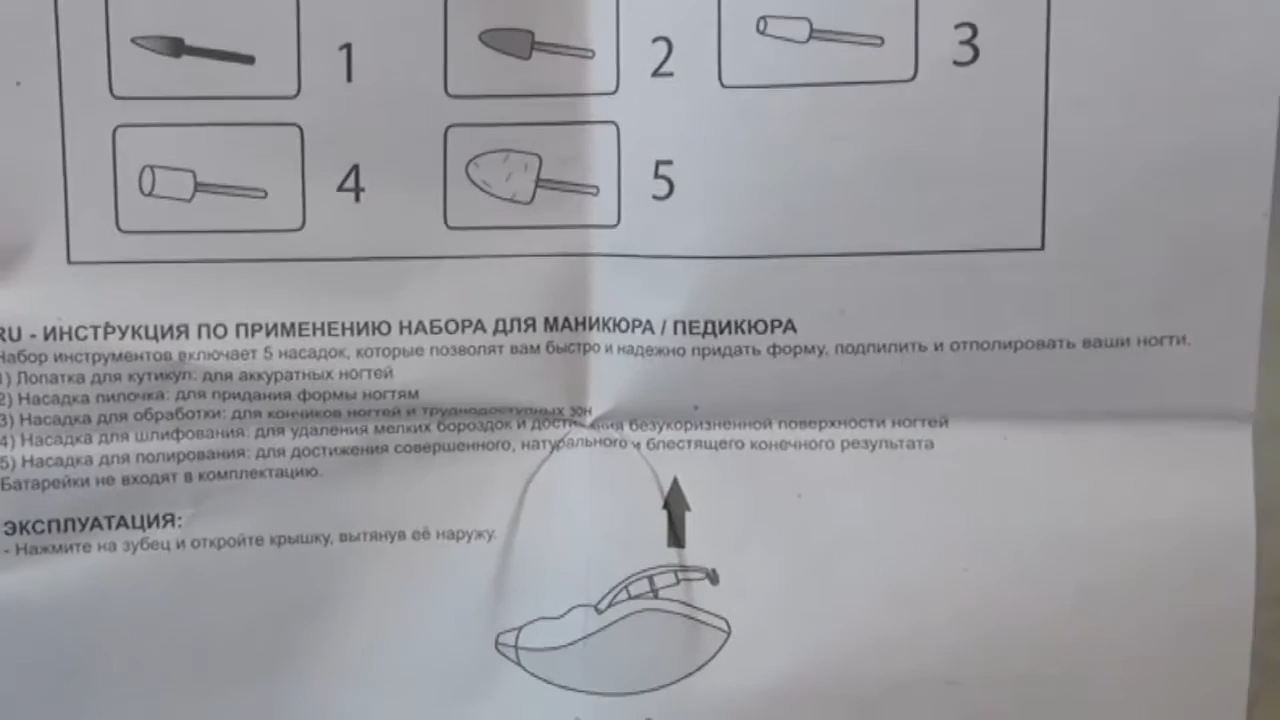 1 2 3
4 5
RU - ИНСТРУКЦИЯ ПО ПРИМЕНЕНИЮ НАБОРА ДЛЯ МАНИКЮРА / ПЕДИКЮРА
Набор инструментов включает 5 насадок, которые позволят вам быстро и надежно придать форму, подпилить и отполировать ваши ногти.
1) Лопатка для кутикул: для аккуратных ногтей
2) Насадка пилочка: для придания формы ногтям
3) Насадка для обработки: для кончиков ногтей и труднодоступных зон
4) Насадка для шлифования: для удаления мелких бороздок и достижения безукоризненной поверхности ногтей
5) Насадка для полирования: для достижения совершенного, натурального и блестящего конечного результата
Батарейки не входят в комплектацию.
ЭКСПЛУАТАЦИЯ:
- Нажмите на зубец и откройте крышку, вытянув её наружу.